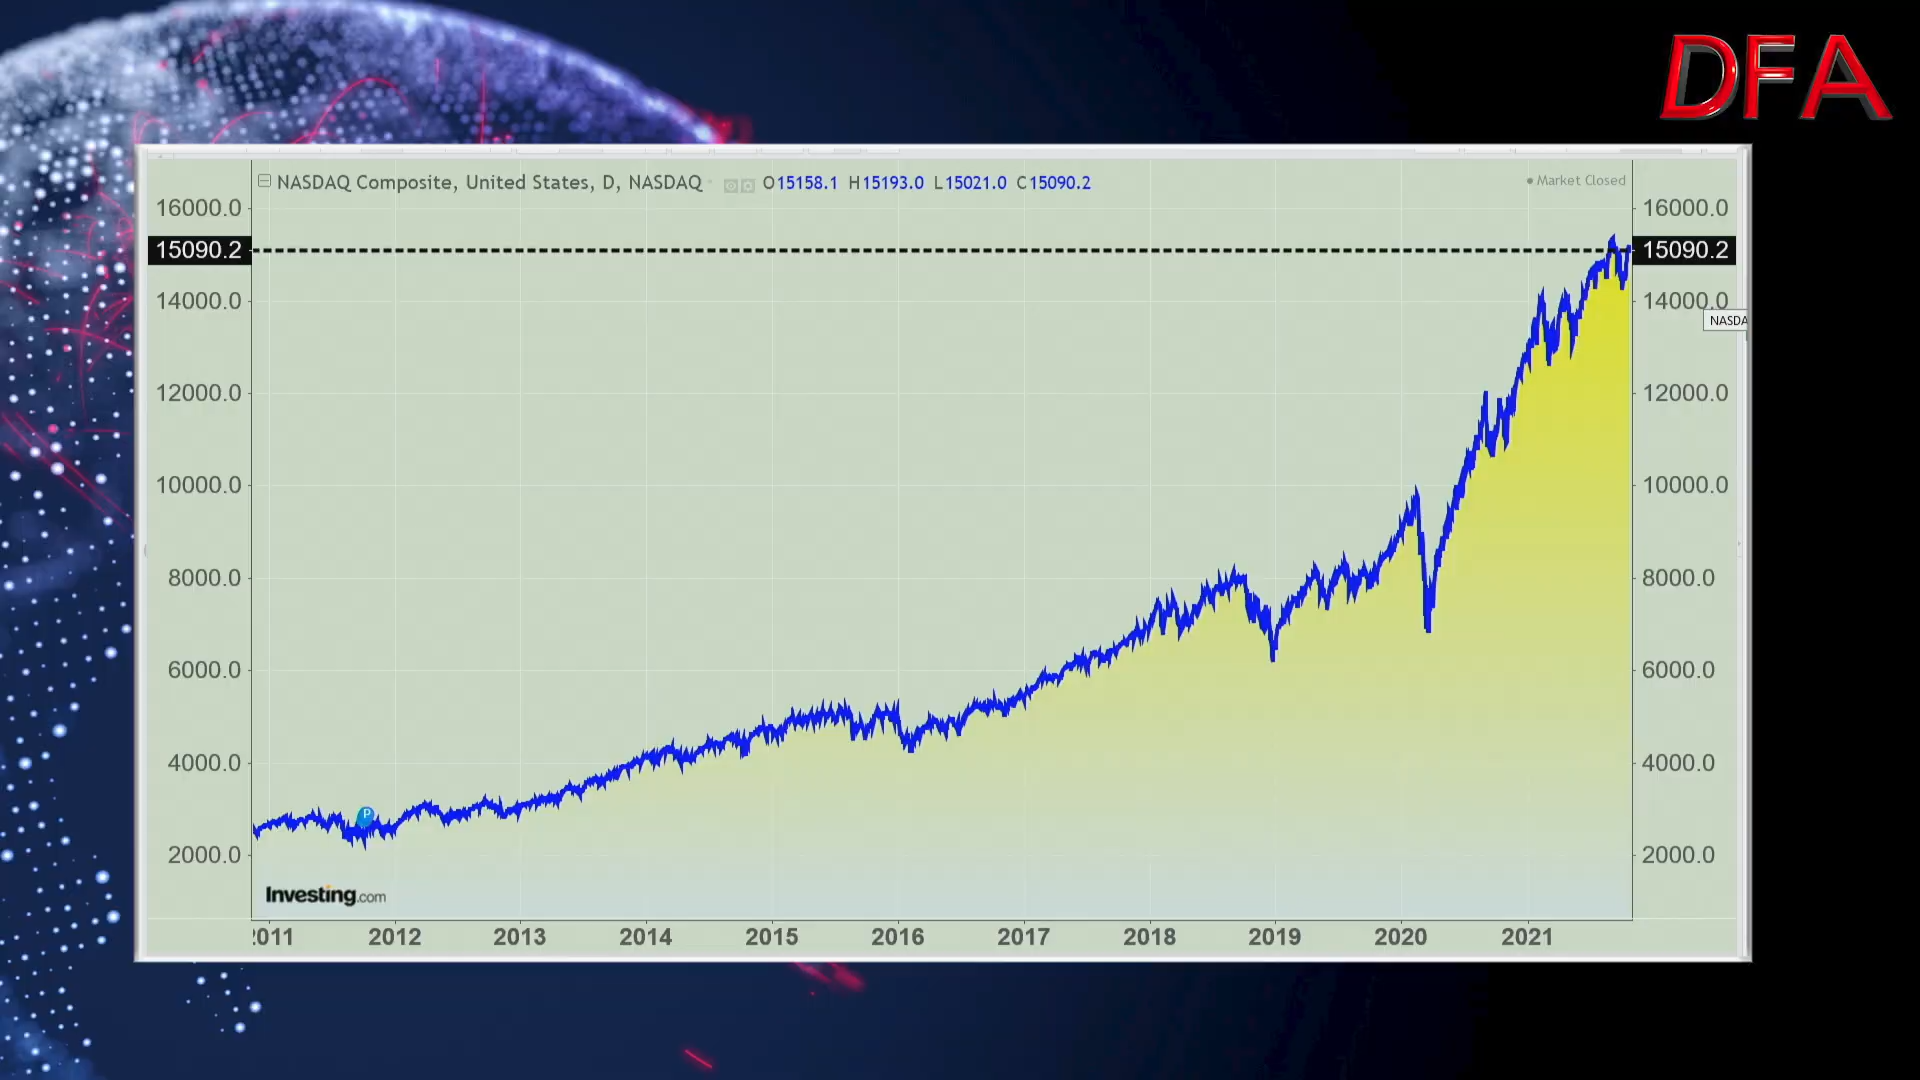 DFA
NASDAQ Composite, United States, D, NASDAQ O15158.1 H15193.0 L15021.0 C15090.2
Market Closed
16000.0 16000.0
15090.2 15090.2
14000.0 14000.0
NASDA
12000.0 12000.0
10000.0 10000.0
8000.0 8000.0
6000.0 6000.0
4000.0 4000.0
P
2000.0 2000.0
Investing.com
2011 2012 2013 2014 2015 2016 2017 2018 2019 2020 2021